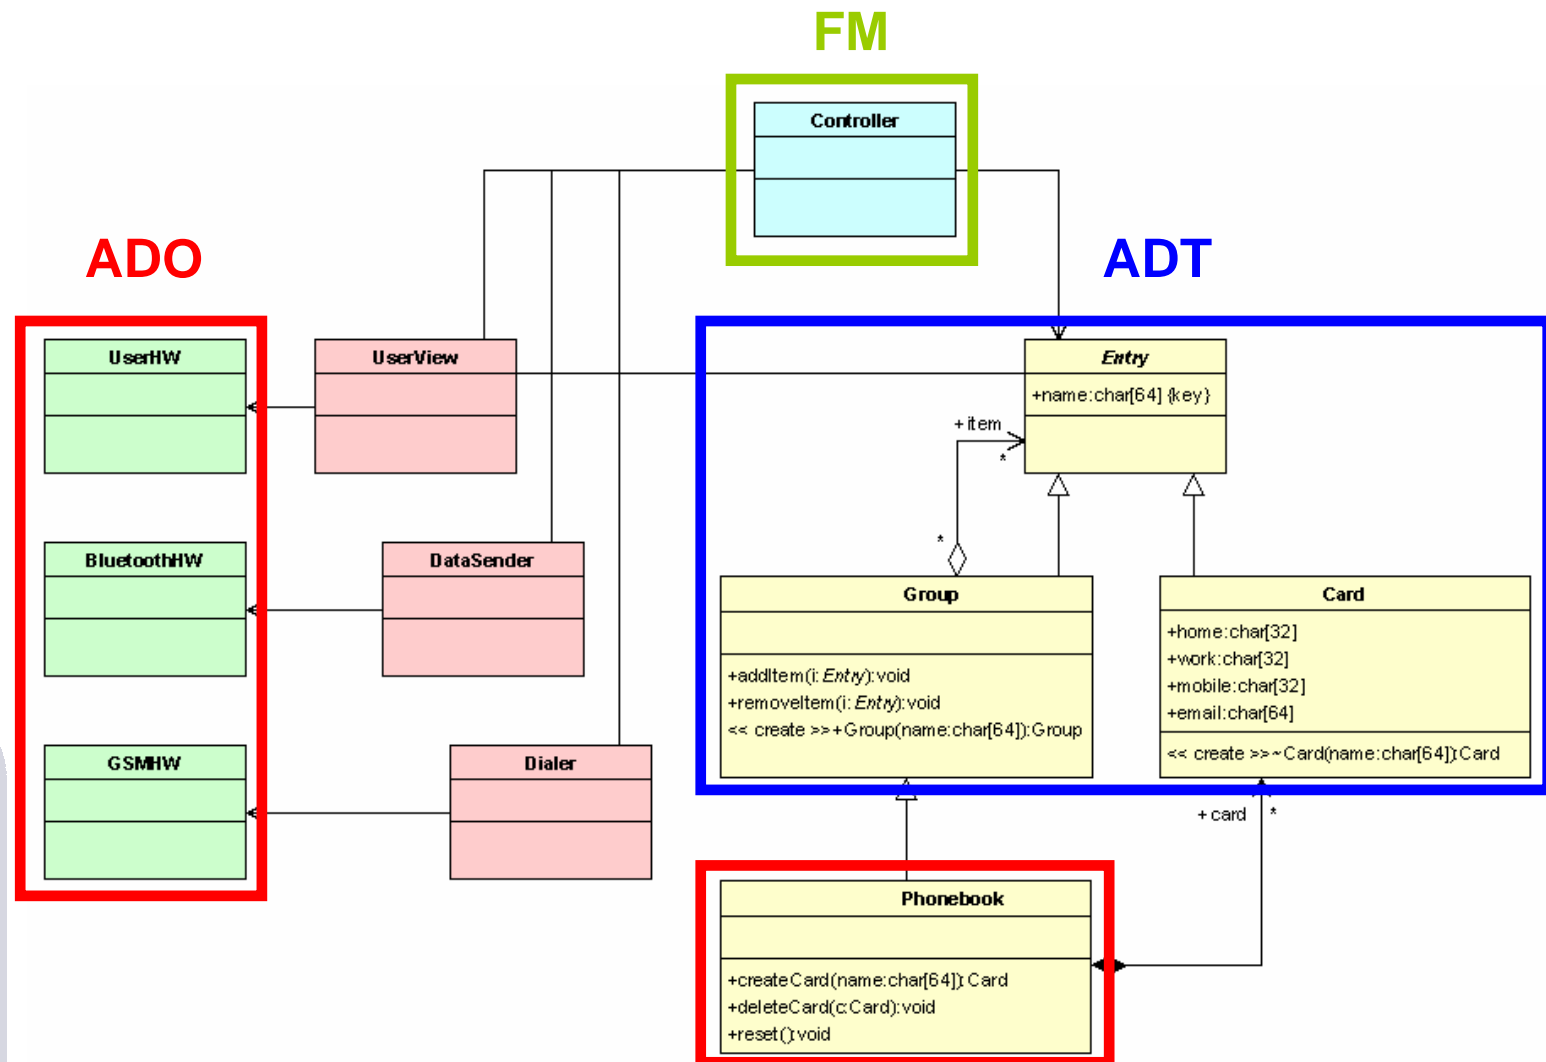 FM
Controller
ADO
ADT
UserHW
UserView
Entry
+name:char[64] {key}
+item
*
*
BluetoothHW
DataSender
Group
+addItem(i:Entry):void
+removeItem(i:Entry):void
<< create >>+Group(name:char[64]):Group
Card
+home:char[32]
+work:char[32]
+mobile:char[32]
+email:char[64]
<< create >>~Card(name:char[64]):Card
GSMHW
Dialer
+card
*
Phonebook
+createCard(name:char[64]):Card
+deleteCard(c:Card):void
+reset():void